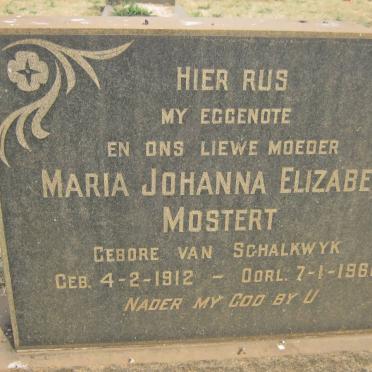 HIER RUS
MY EGGENOTE
EN ONS LIEWE MOEDER
MARIA JOHANNA ELIZABE
MOSTERT
GEBORE VAN SCHALKWYK
GEB. 4-2-1912 – OORL. 7-1-196
NADER MY GOD BY U